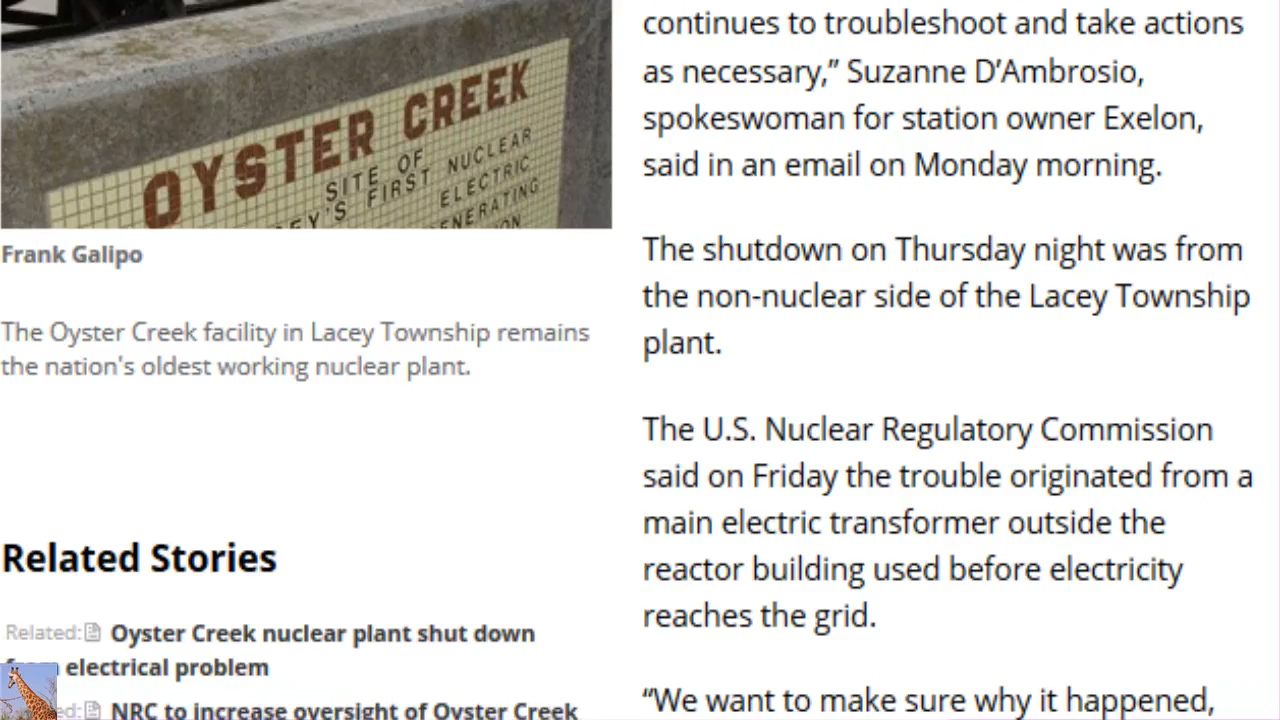 OYSTER CREEK
SITE OF
FIRST NUCLEAR
ELECTRIC
Frank Galipo
The Oyster Creek facility in Lacey Township remains
the nation's oldest working nuclear plant.
Related Stories
Related: Oyster Creek nuclear plant shut down
electrical problem
NRC to increase oversight of Oyster Creek
continues to troubleshoot and take actions
as necessary,” Suzanne D’Ambrosio,
spokeswoman for station owner Exelon,
said in an email on Monday morning.
The shutdown on Thursday night was from
the non-nuclear side of the Lacey Township
plant.
The U.S. Nuclear Regulatory Commission
said on Friday the trouble originated from a
main electric transformer outside the
reactor building used before electricity
reaches the grid.
“We want to make sure why it happened,